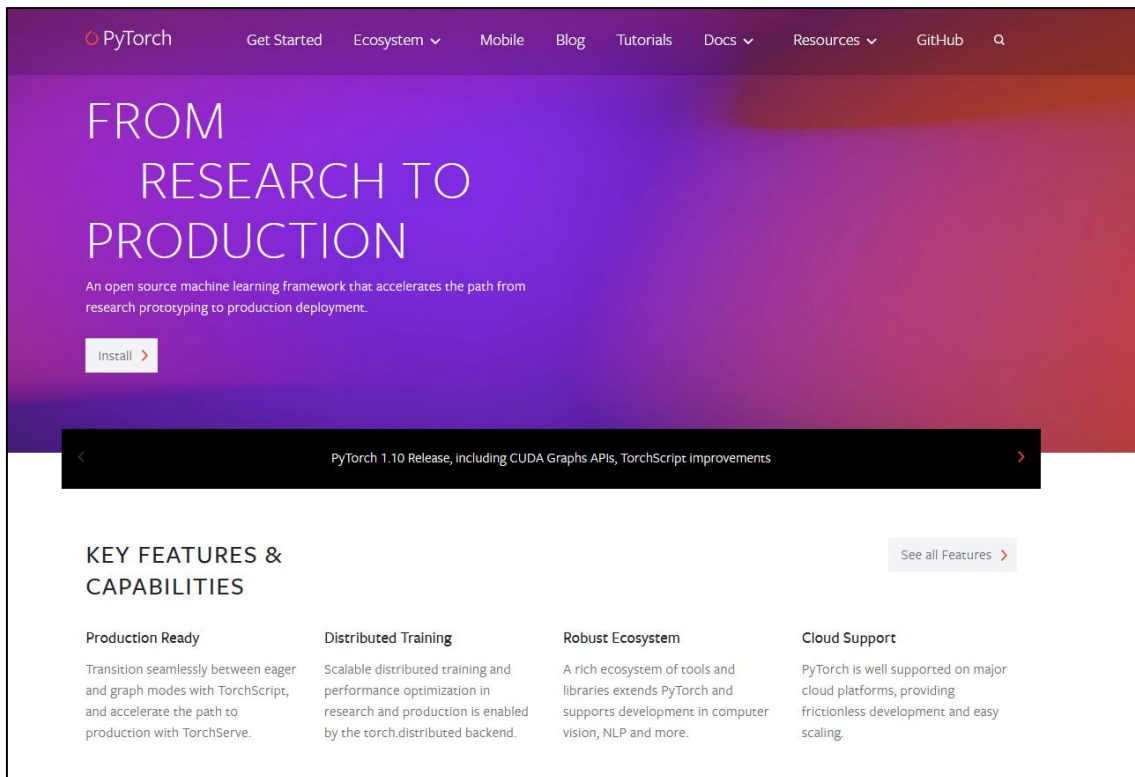 PyTorch Get Started Ecosystem Mobile Blog Tutorials Docs Resources GitHub
FROM
RESEARCH TO
PRODUCTION
An open source machine learning framework that accelerates the path from
research prototyping to production deployment.
Install
PyTorch 1.10 Release, including CUDA Graphs APIs, TorchScript improvements
KEY FEATURES &
CAPABILITIES
See all Features
Production Ready
Transition seamlessly between eager
and graph modes with TorchScript,
and accelerate the path to
production with TorchServe.
Distributed Training
Scalable distributed training and
performance optimization in
research and production is enabled
by the torch.distributed backend.
Robust Ecosystem
A rich ecosystem of tools and
libraries extends PyTorch and
supports development in computer
vision, NLP and more.
Cloud Support
PyTorch is well supported on major
cloud platforms, providing
frictionless development and easy
scaling.